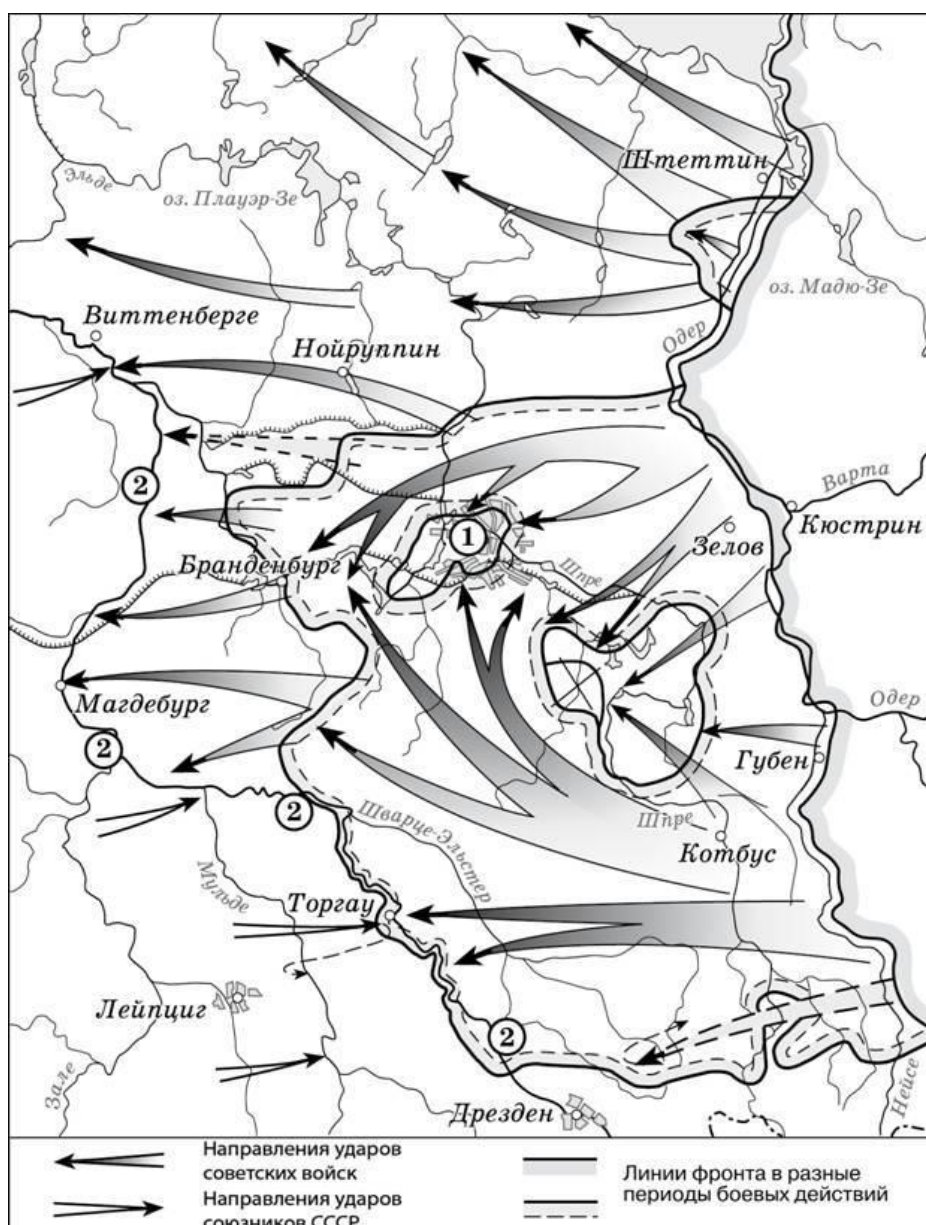 Штеттин
Эльде
оз. Плауэр-Зе
оз. Мадю-Зе
Виттенберге
Одер
Нойруппин
2
Варта
1
Кюстрин
Зелов
Бранденбург
Шпре
Магдебург
Одер
2
Губен
2
Шпре
Шварце-Эльстер
Котбус
Мульде
Торгау
Лейпциг
2
Зале
Нейсе
Дрезден
Направления ударов
советских войск
Направления ударов
союзников СССР
Линии фронта в разные
периоды боевых действий